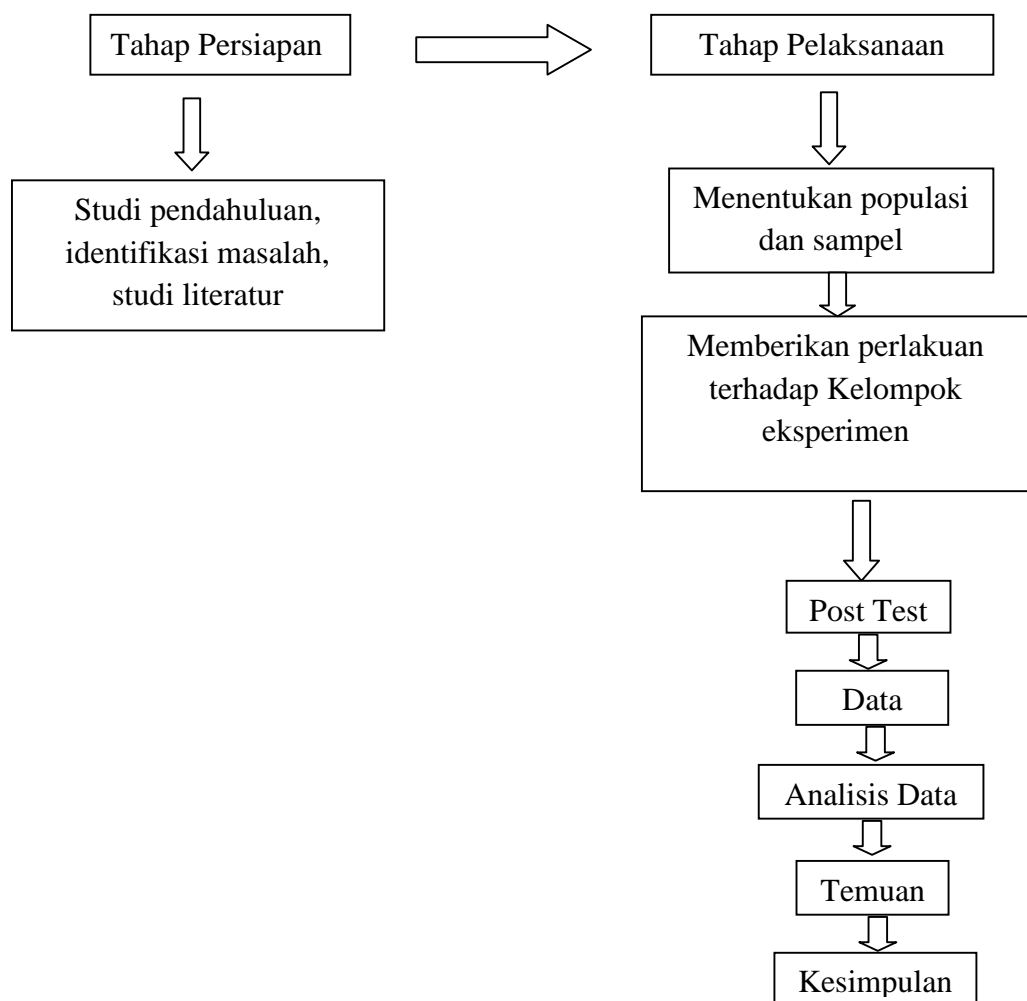 Tahap Persiapan
Tahap Pelaksanaan
Studi pendahuluan,
identifikasi masalah,
studi literatur
Menentukan populasi
dan sampel
Memberikan perlakuan
terhadap Kelompok
eksperimen
Post Test
Data
Analisis Data
Temuan
Kesimpulan